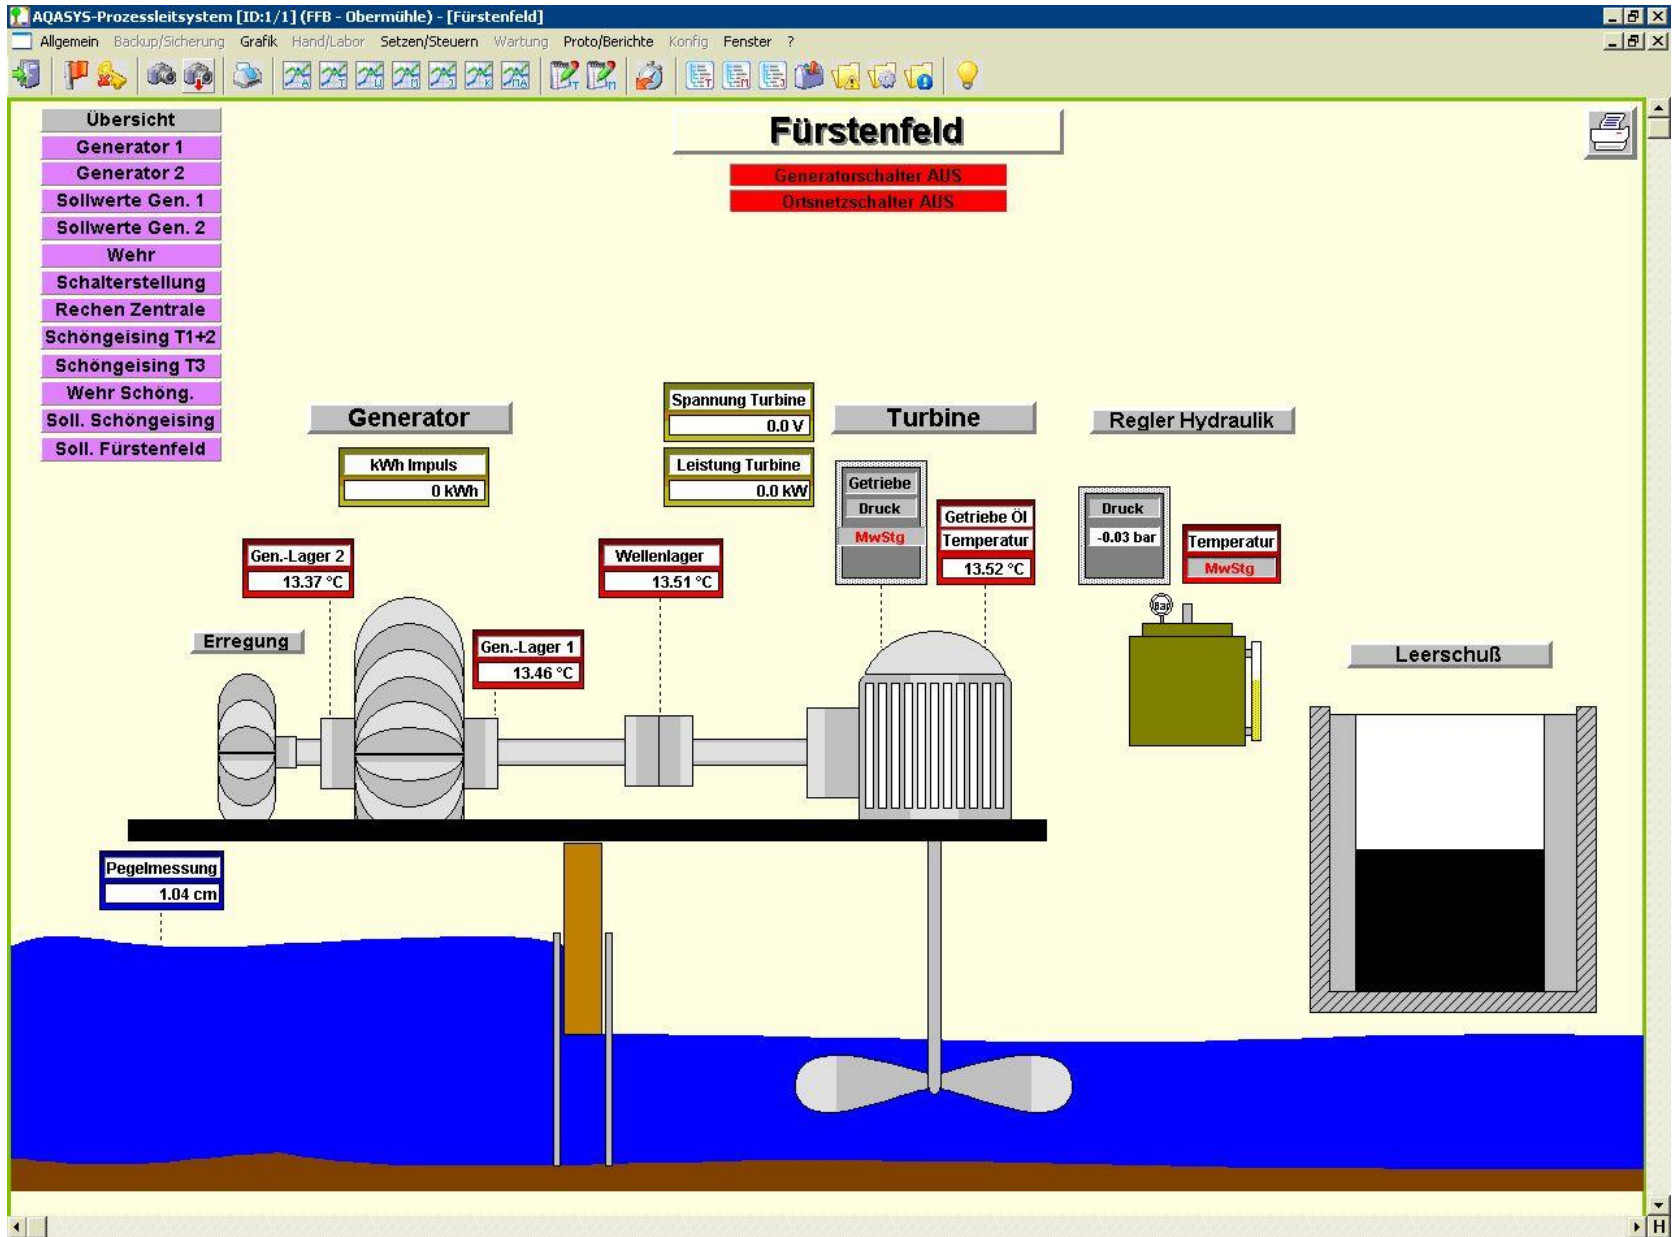 AQASYS-Prozessleitsystem [ID:1/1] (FFB - Obermühle) - [Fürstenfeld]
Allgemein Backup/Sicherung Grafik Hand/Labor Setzen/Steuern Wartung Proto/Berichte Konfig Fenster ?
Übersicht
Generator 1
Generator 2
Sollwerte Gen. 1
Sollwerte Gen. 2
Wehr
Schalterstellung
Rechen Zentrale
Schöngeising T1+2
Schöngeising T3
Wehr Schöng.
Soll. Schöngeising
Soll. Fürstenfeld
Fürstenfeld
Generatorschalter AUS
Ortsnetzschalter AUS
Generator
kWh Impuls
0 kWh
Spannung Turbine
0.0 V
Leistung Turbine
0.0 kW
Turbine
Getriebe
Druck
MwStg
Getriebe Öl
Temperatur
13.52 °C
Regler Hydraulik
Druck
-0.03 bar
Temperatur
MwStg
Bar
Gen.-Lager 2
13.37 °C
Wellenlager
13.51 °C
Erregung
Gen.-Lager 1
13.46 °C
Leerschuß
Pegelmessung
1.04 cm
H